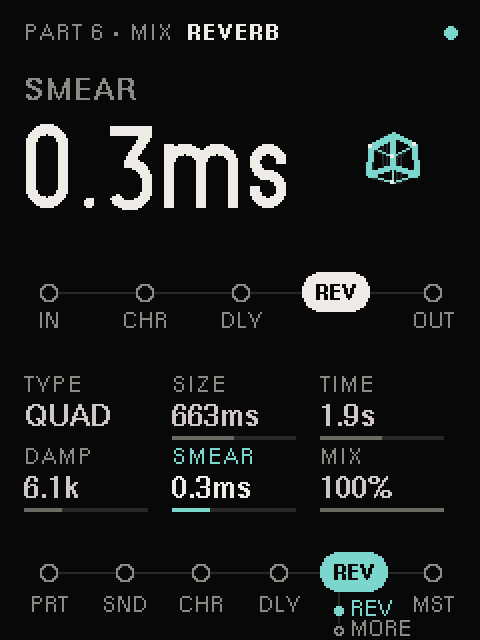 PART 6 · MIX REVERB
SMEAR
0.3ms
REV
IN CHR DLY OUT
TYPE SIZE TIME
QUAD 663ms 1.9s
DAMP SMEAR MIX
6.1k 0.3ms 100%
REV
PRT SND CHR DLY MST
REV
MORE